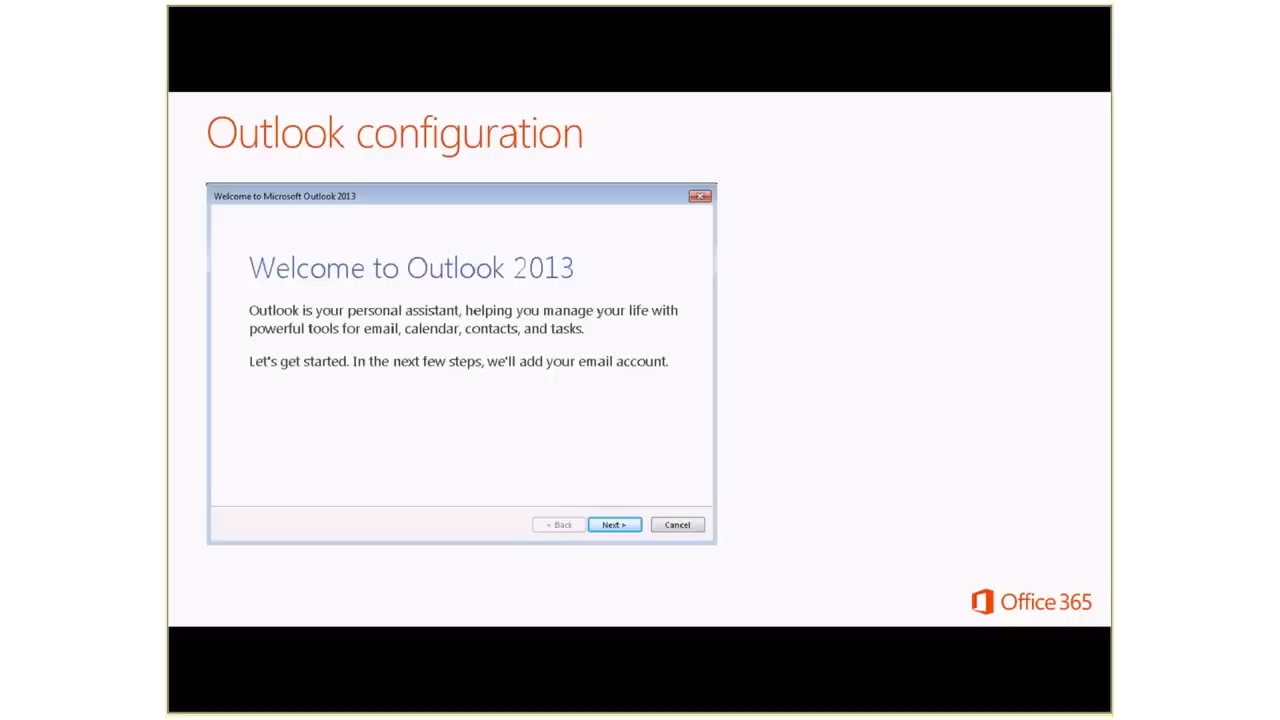 Outlook configuration
Welcome to Microsoft Outlook 2013
Welcome to Outlook 2013
Outlook is your personal assistant, helping you manage your life with
powerful tools for email, calendar, contacts, and tasks.
Let's get started. In the next few steps, we'll add your email account.
< Back Next > Cancel
Office 365